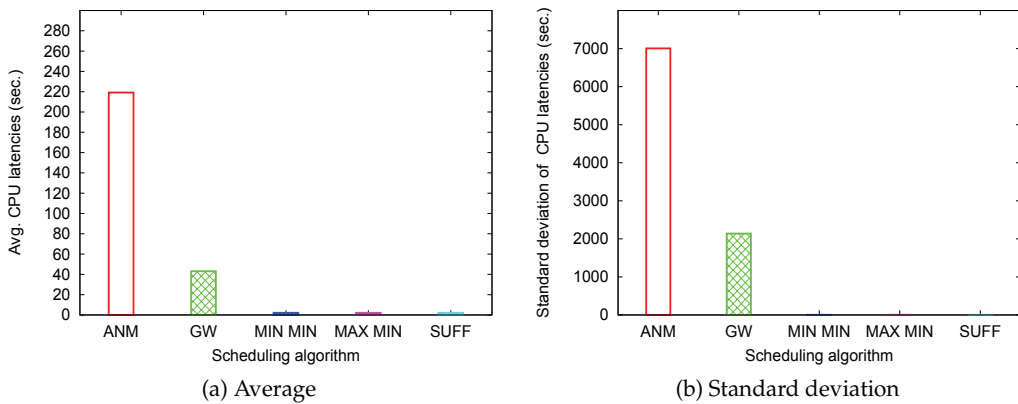 Avg. CPU latencies (sec.)
280
260
240
220
200
180
160
140
120
100
80
60
40
20
0
ANM GW MIN MIN MAX MIN SUFF
Scheduling algorithm
(a) Average
Standard deviation of CPU latencies (sec.)
7000
6000
5000
4000
3000
2000
1000
0
ANM GW MIN MIN MAX MIN SUFF
Scheduling algorithm
(b) Standard deviation